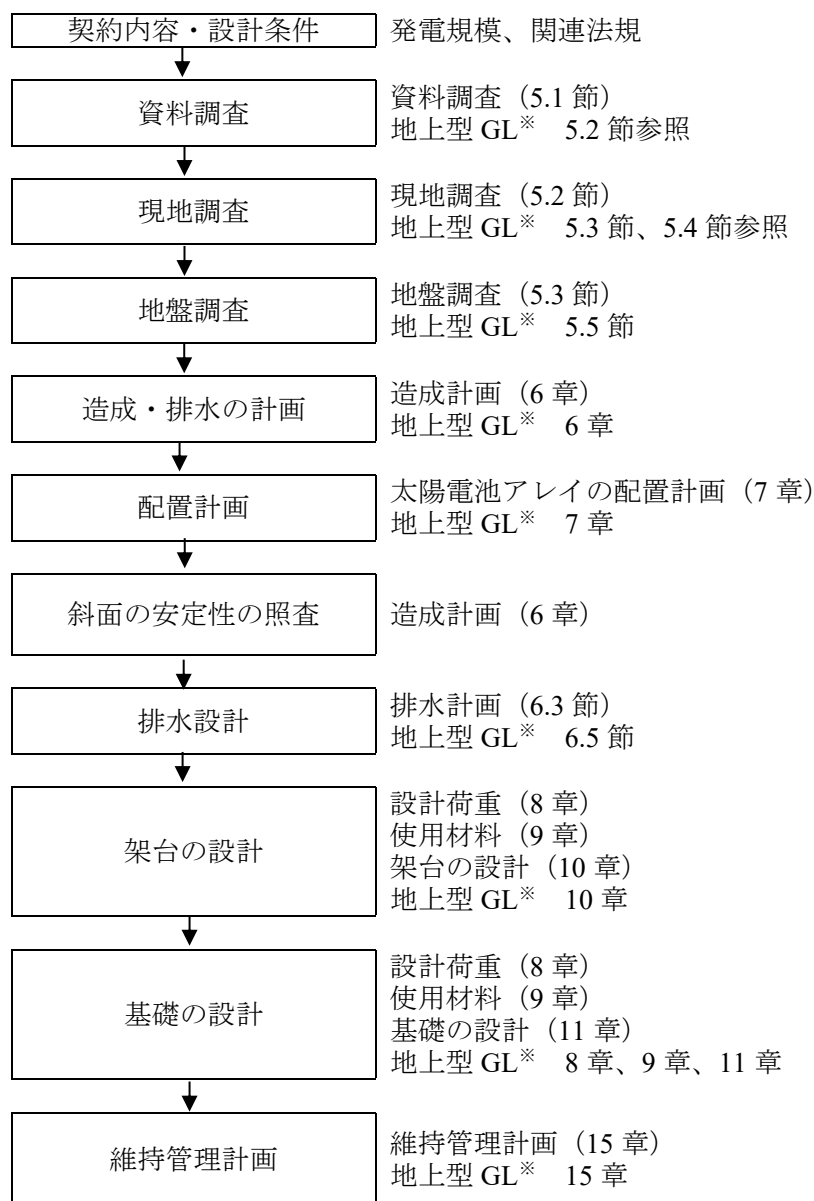 契約内容・設計条件 発電規模、関連法規
資料調査
資料調査（5.1 節）
地上型 GL※ 5.2 節参照
現地調査
現地調査（5.2 節）
地上型 GL※ 5.3 節、5.4 節参照
地盤調査
地盤調査（5.3 節）
地上型 GL※ 5.5 節
造成・排水の計画
造成計画（6 章）
地上型 GL※ 6 章
配置計画
太陽電池アレイの配置計画（7 章）
地上型 GL※ 7 章
斜面の安定性の照査 造成計画（6 章）
排水設計
排水計画（6.3 節）
地上型 GL※ 6.5 節
架台の設計
設計荷重（8 章）
使用材料（9 章）
架台の設計（10 章）
地上型 GL※ 10 章
基礎の設計
設計荷重（8 章）
使用材料（9 章）
基礎の設計（11 章）
地上型 GL※ 8 章、9 章、11 章
維持管理計画
維持管理計画（15 章）
地上型 GL※ 15 章